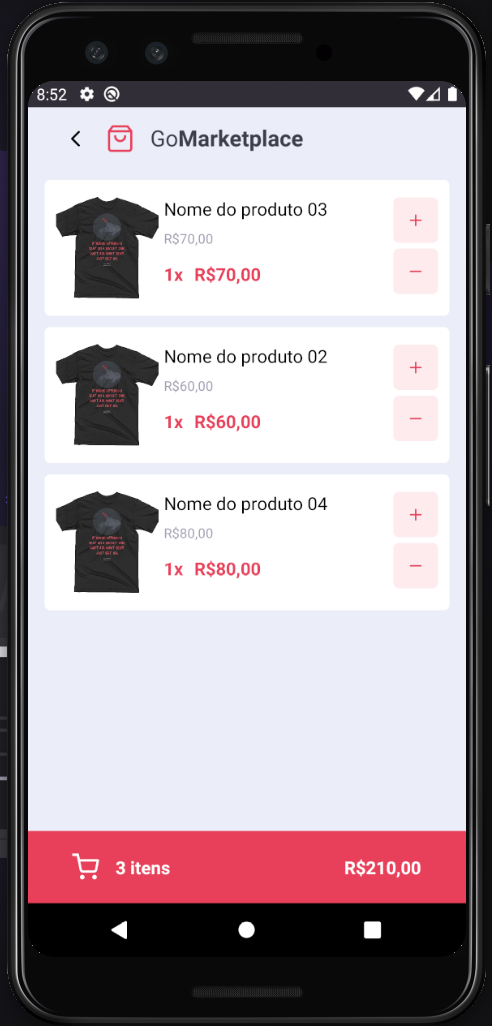 8:52
GoMarketplace
Nome do produto 03
R$70,00
1x R$70,00
+
−
Nome do produto 02
R$60,00
1x R$60,00
+
−
Nome do produto 04
R$80,00
1x R$80,00
+
−
3 itens R$210,00